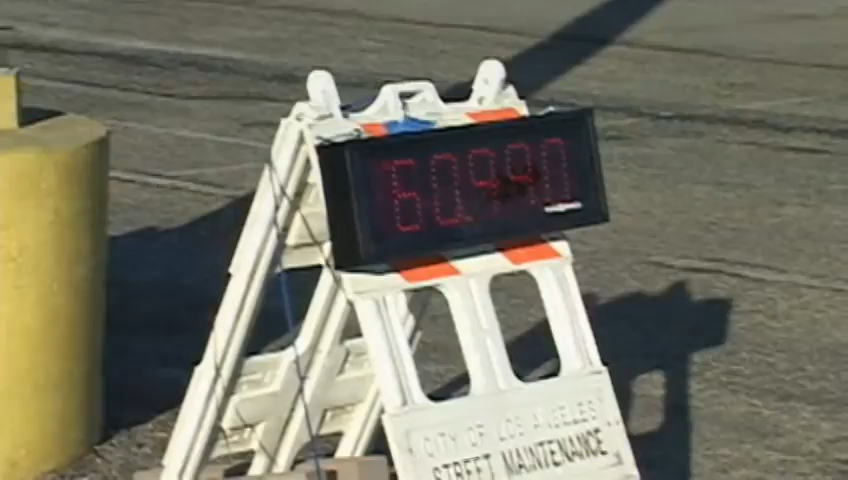 60.990
CITY OF LOS ANGELES
STREET MAINTENANCE